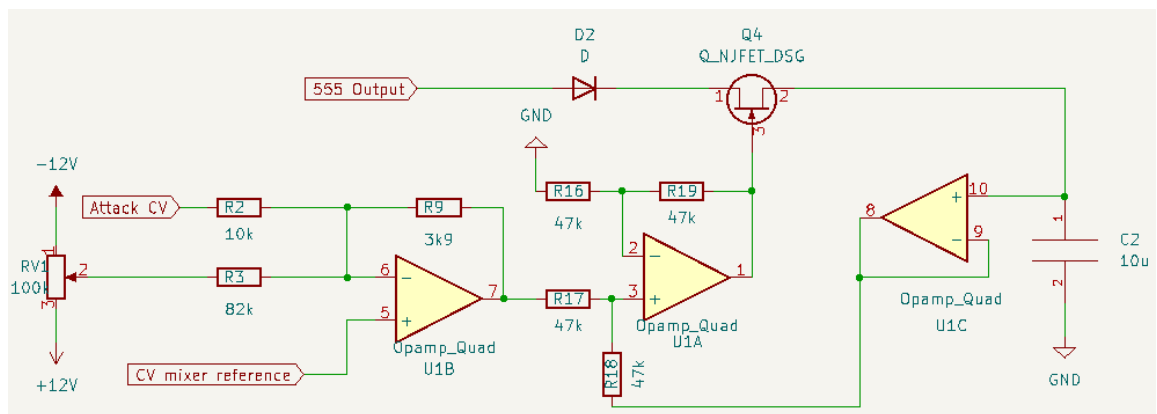 D2
D
Q4
Q_NJFET_DSG
555 Output
1
2
3
GND
-12V
Attack CV
R2
10k
R9
3k9
R16
47k
R19
47k
8
10
9
+
-
C2
10u
1
2
RV1
100k
1
2
3
R3
82k
6
5
7
-
+
R17
47k
2
3
1
-
+
Opamp_Quad
U1A
Opamp_Quad
U1C
Opamp_Quad
U1B
R18
47k
+12V
CV mixer reference
GND